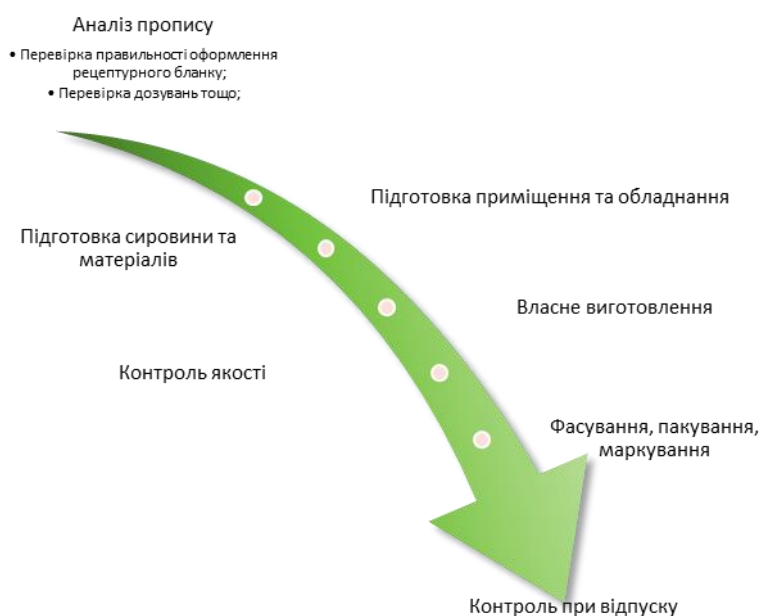 Аналіз пропису
• Перевірка правильності оформлення
рецептурного бланку;
• Перевірка дозувань тощо;
Підготовка приміщення та обладнання
Підготовка сировини та
матеріалів
Власне виготовлення
Контроль якості
Фасування, пакування,
маркування
Контроль при відпуску